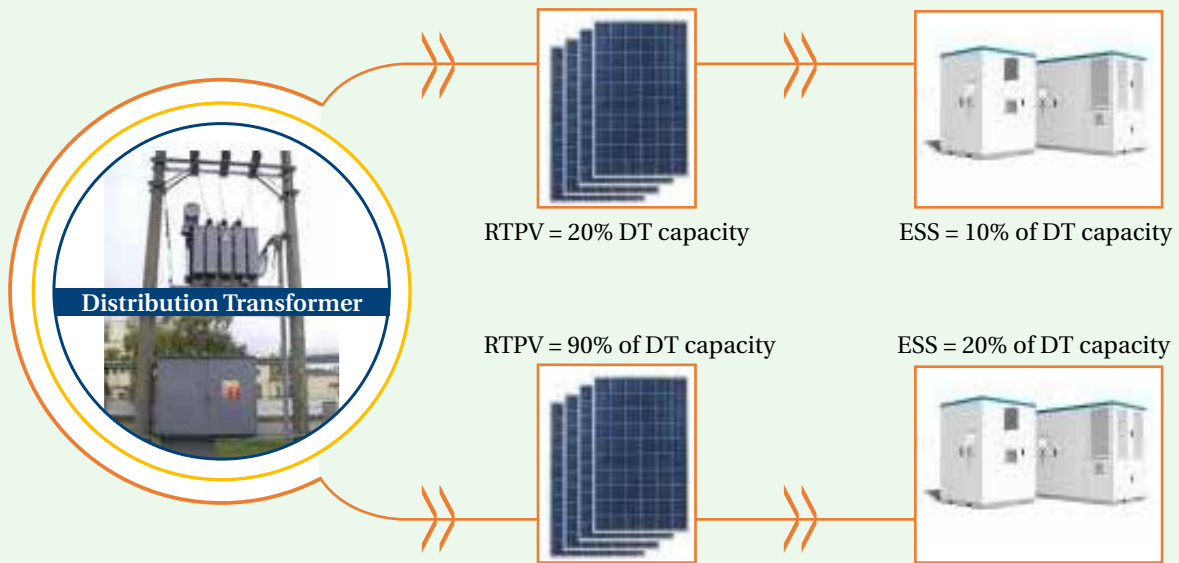 RTPV = 20% DT capacity
ESS = 10% of DT capacity
Distribution Transformer
RTPV = 90% of DT capacity
ESS = 20% of DT capacity